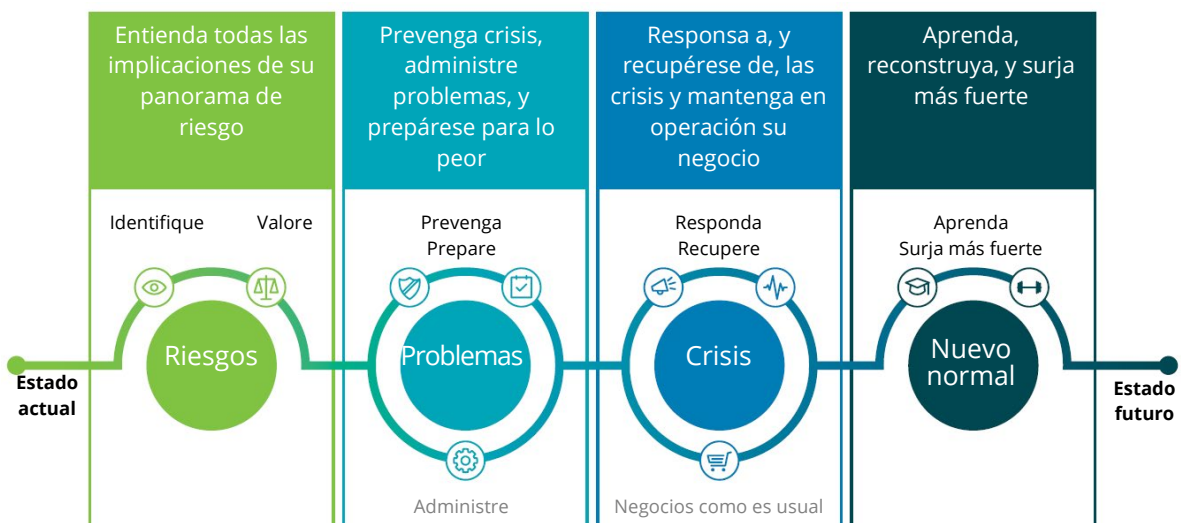 Entienda todas las
implicaciones de su
panorama de
riesgo
Prevenga crisis,
administre
problemas, y
prepárese para lo
peor
Responsa a, y
recupérese de, las
crisis y mantenga en
operación su
negocio
Aprenda,
reconstruya, y surja
más fuerte
Identifique Valore
Prevenga
Prepare
Responda
Recupere
Aprenda
Surja más fuerte
Estado
actual
Riesgos
Problemas
Crisis
Nuevo
normal
Estado
futuro
Administre
Negocios como es usual